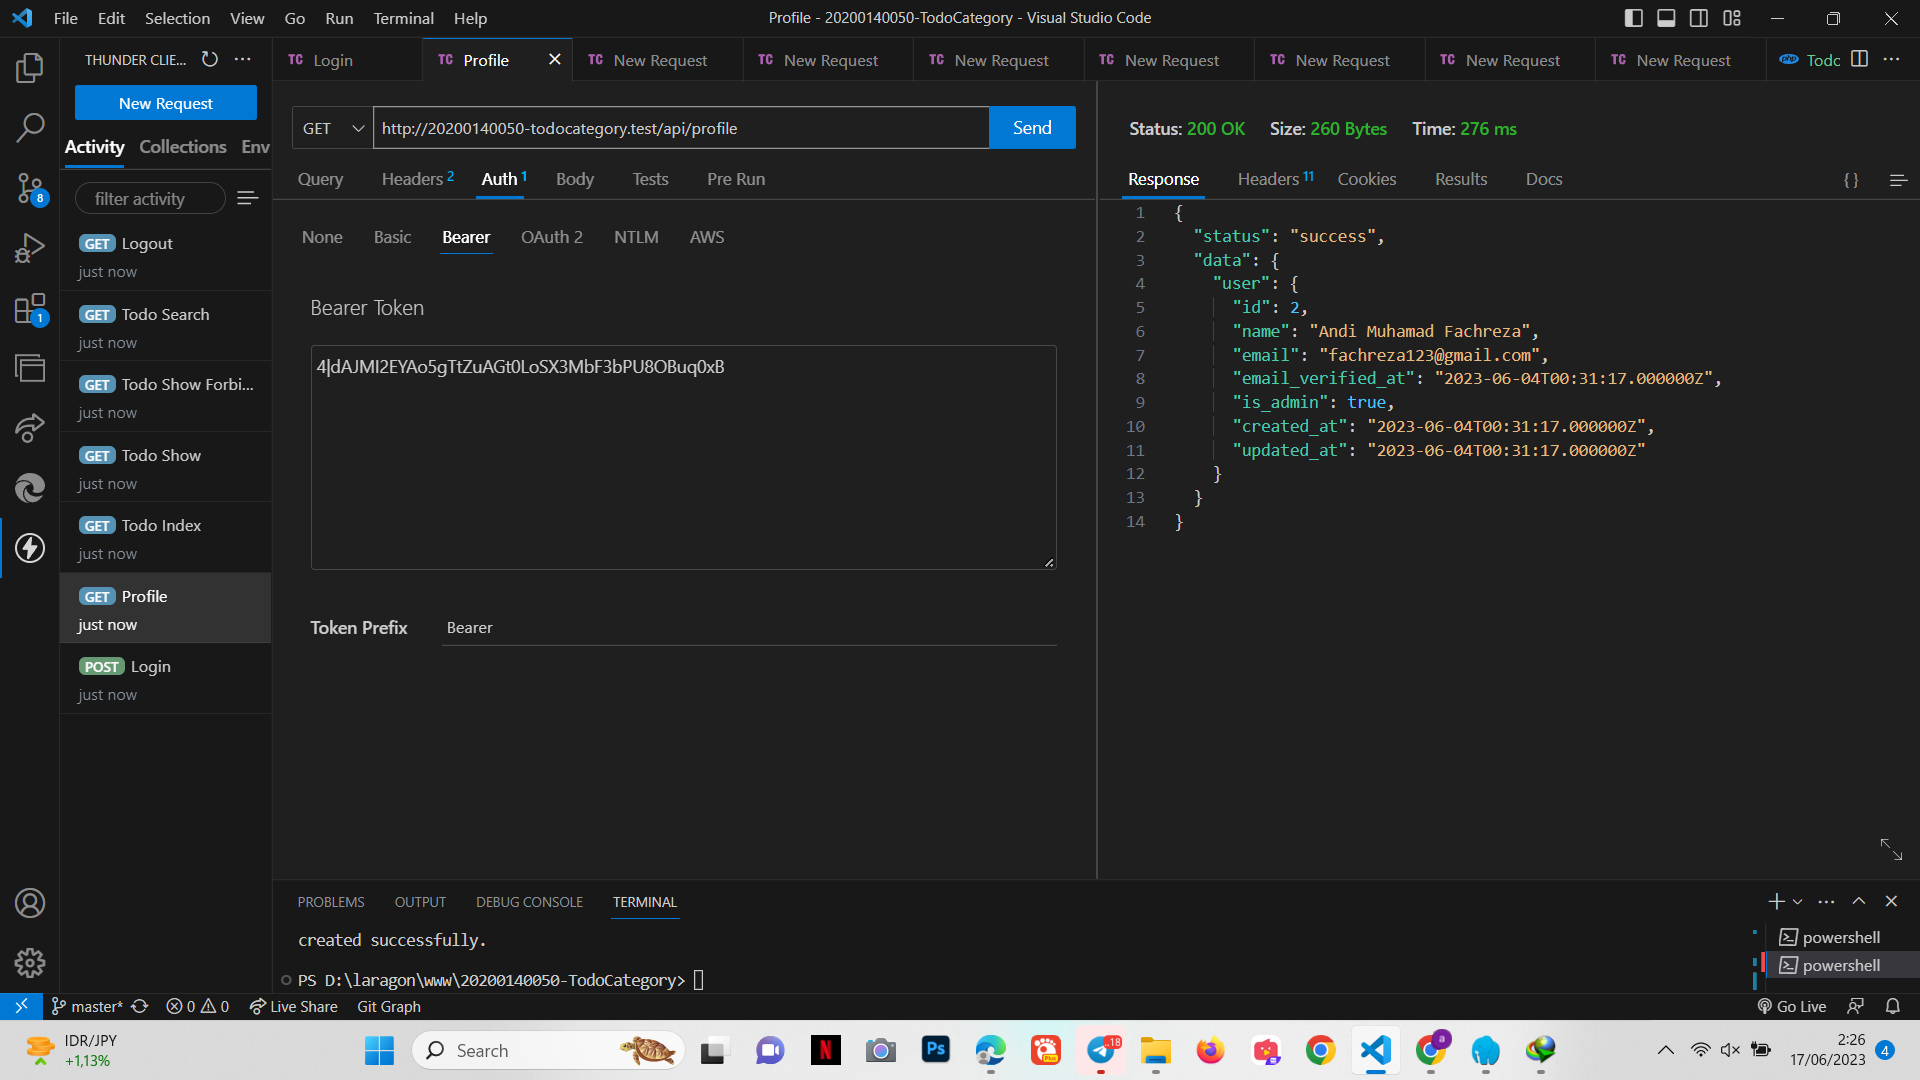 File Edit Selection View Go Run Terminal Help
Profile - 20200140050-TodoCategory - Visual Studio Code
THUNDER CLIE...
TC Login
TC Profile
TC New Request
TC New Request
TC New Request
TC New Request
TC New Request
TC New Request
TC New Request
php Todc
New Request
Activity Collections Env
filter activity
GET Logout
just now
GET Todo Search
just now
GET Todo Show Forbi...
just now
GET Todo Show
just now
GET Todo Index
just now
GET Profile
just now
POST Login
just now
8
1
GET
http://20200140050-todocategory.test/api/profile
Send
Query Headers 2 Auth 1 Body Tests Pre Run
None Basic Bearer OAuth 2 NTLM AWS
Bearer Token
4|dAJMI2EYAo5gTtZuAGt0LoSX3MbF3bPU8OBuq0xB
Token Prefix Bearer
Status: 200 OK Size: 260 Bytes Time: 276 ms
Response Headers 11 Cookies Results Docs
{ }
1 {
2 "status": "success",
3 "data": {
4 "user": {
5 "id": 2,
6 "name": "Andi Muhamad Fachreza",
7 "email": "fachreza123@gmail.com",
8 "email_verified_at": "2023-06-04T00:31:17.000000Z",
9 "is_admin": true,
10 "created_at": "2023-06-04T00:31:17.000000Z",
11 "updated_at": "2023-06-04T00:31:17.000000Z"
12 }
13 }
14 }
PROBLEMS OUTPUT DEBUG CONSOLE TERMINAL
created successfully.
PS D:\laragon\www\20200140050-TodoCategory>
powershell
powershell
master* 0 0 Live Share Git Graph
Go Live
IDR/JPY
+1,13%
Search
N
Ps
Plus
18
a
2:26
17/06/2023
4